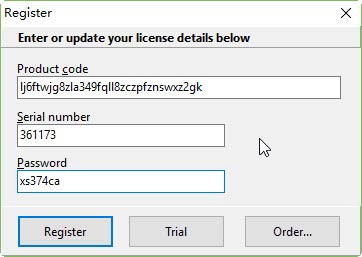 Register
Enter or update your license details below
Product code
lj6ftwjg8zla349fqll8zczpfznswxz2gk
Serial number
361173
Password
xs374ca
Register
Trial
Order...